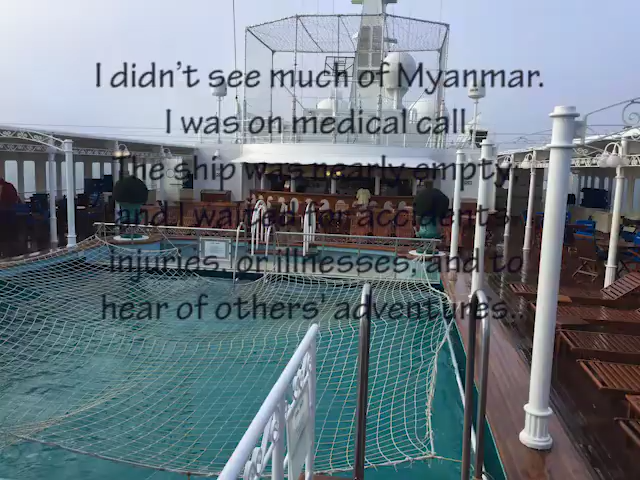 I didn't see much of Myanmar.
I was on medical call.
The ship was nearly empty,
and I waited for accidents,
injuries, or illnesses, and to
hear of others' adventures..